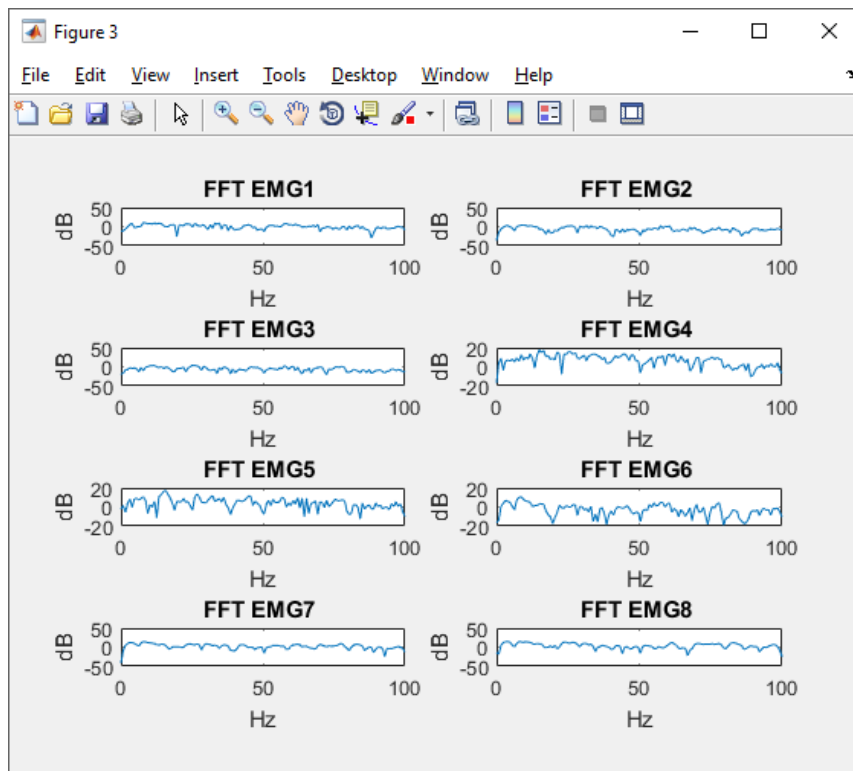 Figure 3
File Edit View Insert Tools Desktop Window Help
FFT EMG1
50
0
-50
dB
0 50 100
Hz
FFT EMG2
50
0
-50
dB
0 50 100
Hz
FFT EMG3
50
0
-50
dB
0 50 100
Hz
FFT EMG4
20
0
-20
dB
0 50 100
Hz
FFT EMG5
20
0
-20
dB
0 50 100
Hz
FFT EMG6
20
0
-20
dB
0 50 100
Hz
FFT EMG7
50
0
-50
dB
0 50 100
Hz
FFT EMG8
50
0
-50
dB
0 50 100
Hz